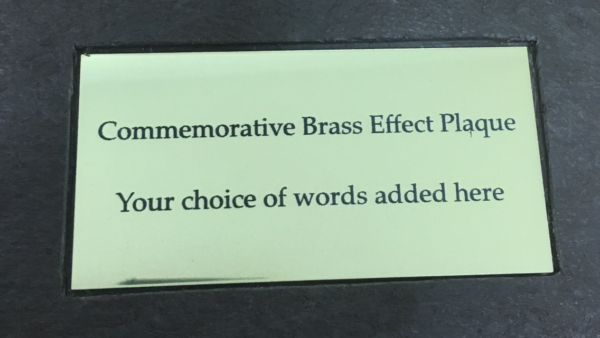 Commemorative Brass Effect Plaque
Your choice of words added here